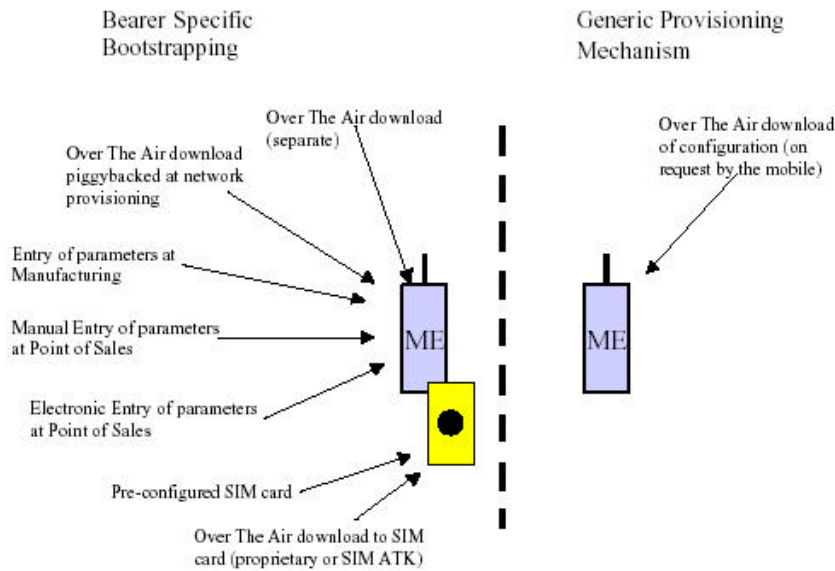 Bearer Specific
Bootstrapping
Generic Provisioning
Mechanism
Over The Air download
(separate)
Over The Air download
of configuration (on
request by the mobile)
Over The Air download
piggybacked at network
provisioning
Entry of parameters at
Manufacturing
Manual Entry of parameters
at Point of Sales
ME
ME
Electronic Entry of parameters
at Point of Sales
Pre-configured SIM card
Over The Air download to SIM
card (proprietary or SIM ATK)